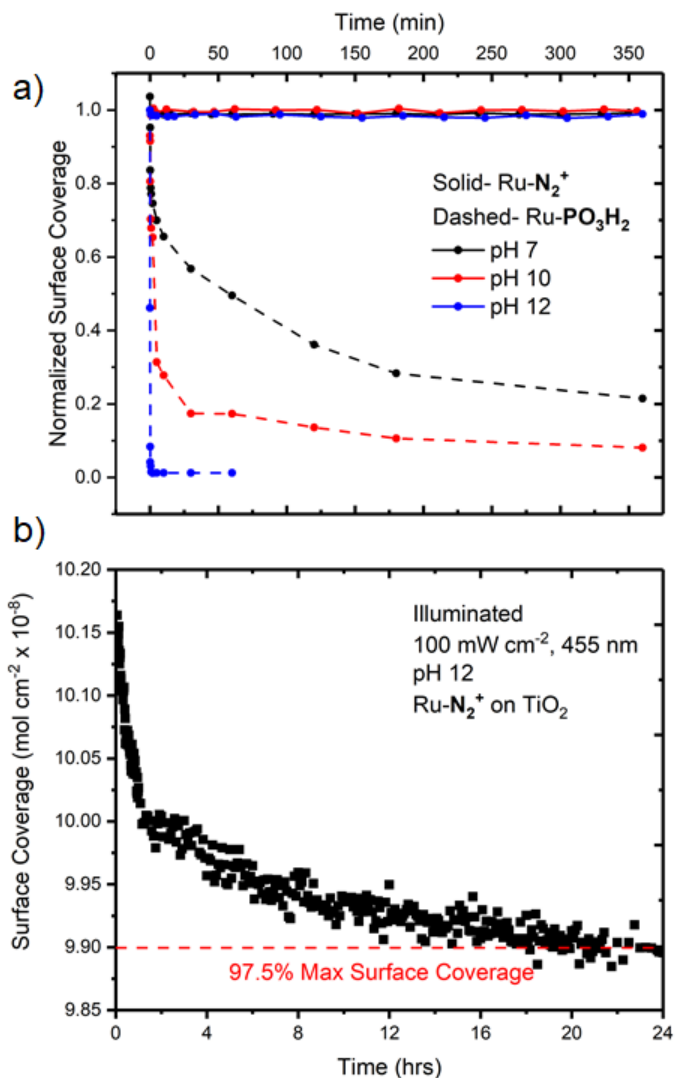 Time (min)
0 50 100 150 200 250 300 350
a)
1.0
0.8
0.6
0.4
0.2
0.0
Normalized Surface Coverage
Solid- Ru-N₂⁺
Dashed- Ru-PO₃H₂
pH 7
pH 10
pH 12
b)
10.20
10.15
10.10
10.05
10.00
9.95
9.90
9.85
Surface Coverage (mol cm⁻² x 10⁻⁸)
Illuminated
100 mW cm⁻², 455 nm
pH 12
Ru-N₂⁺ on TiO₂
97.5% Max Surface Coverage
0 4 8 12 16 20 24
Time (hrs)